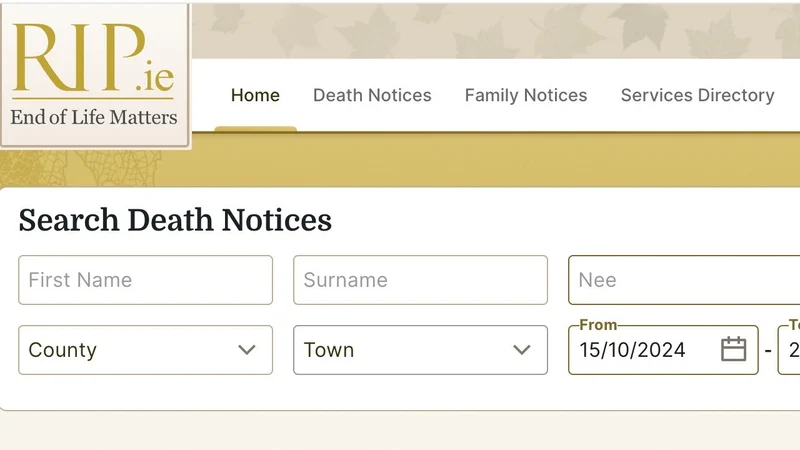 RIP.ie
End of Life Matters
Home Death Notices Family Notices Services Directory
Search Death Notices
First Name Surname Nee
County Town From 15/10/2024 -